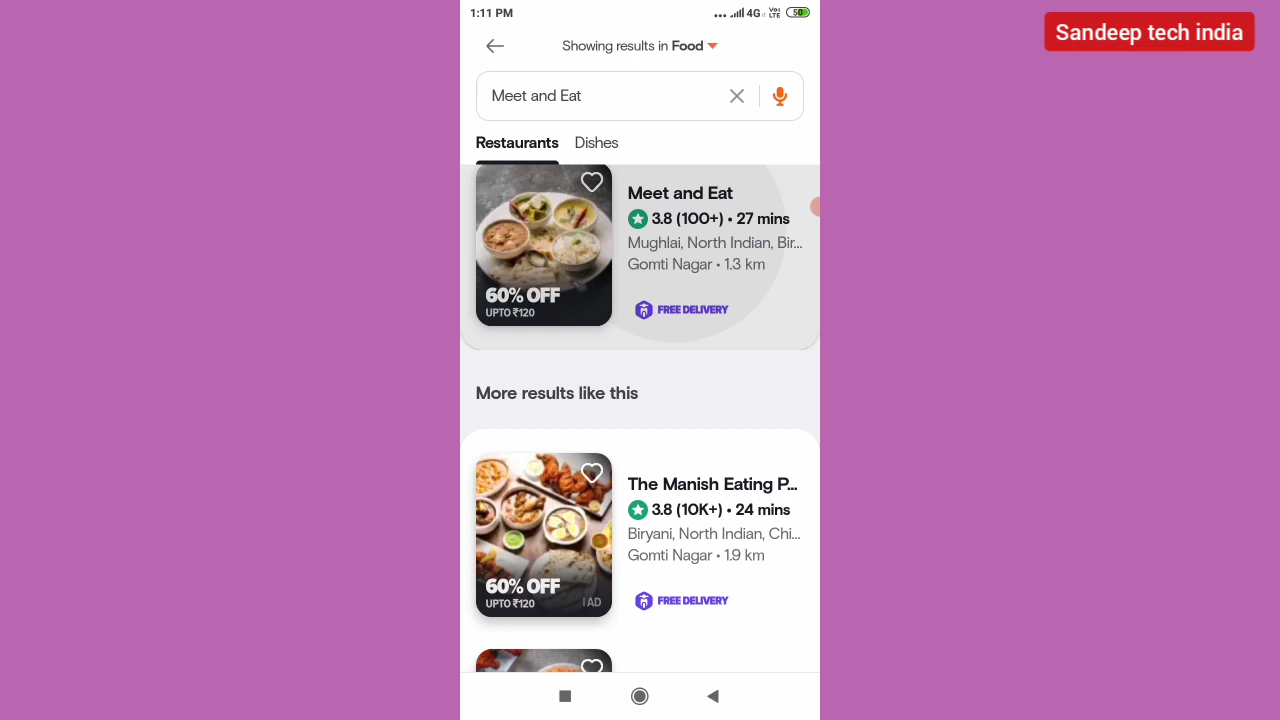 1:11 PM
4G Vo) LTE 50
Sandeep tech india
Showing results in Food
Meet and Eat
Restaurants Dishes
Meet and Eat
3.8 (100+) • 27 mins
Mughlai, North Indian, Bir...
Gomti Nagar • 1.3 km
60% OFF
UPTO ₹120
FREE DELIVERY
More results like this
The Manish Eating P...
3.8 (10K+) • 24 mins
Biryani, North Indian, Chi...
Gomti Nagar • 1.9 km
60% OFF
UPTO ₹120
AD
FREE DELIVERY